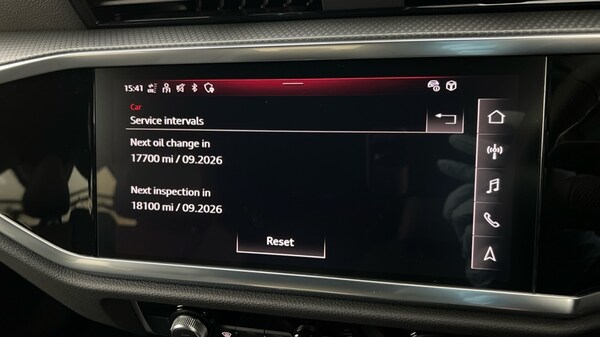 15:41
Car
Service intervals
Next oil change in
17700 mi / 09.2026
Next inspection in
18100 mi / 09.2026
Reset